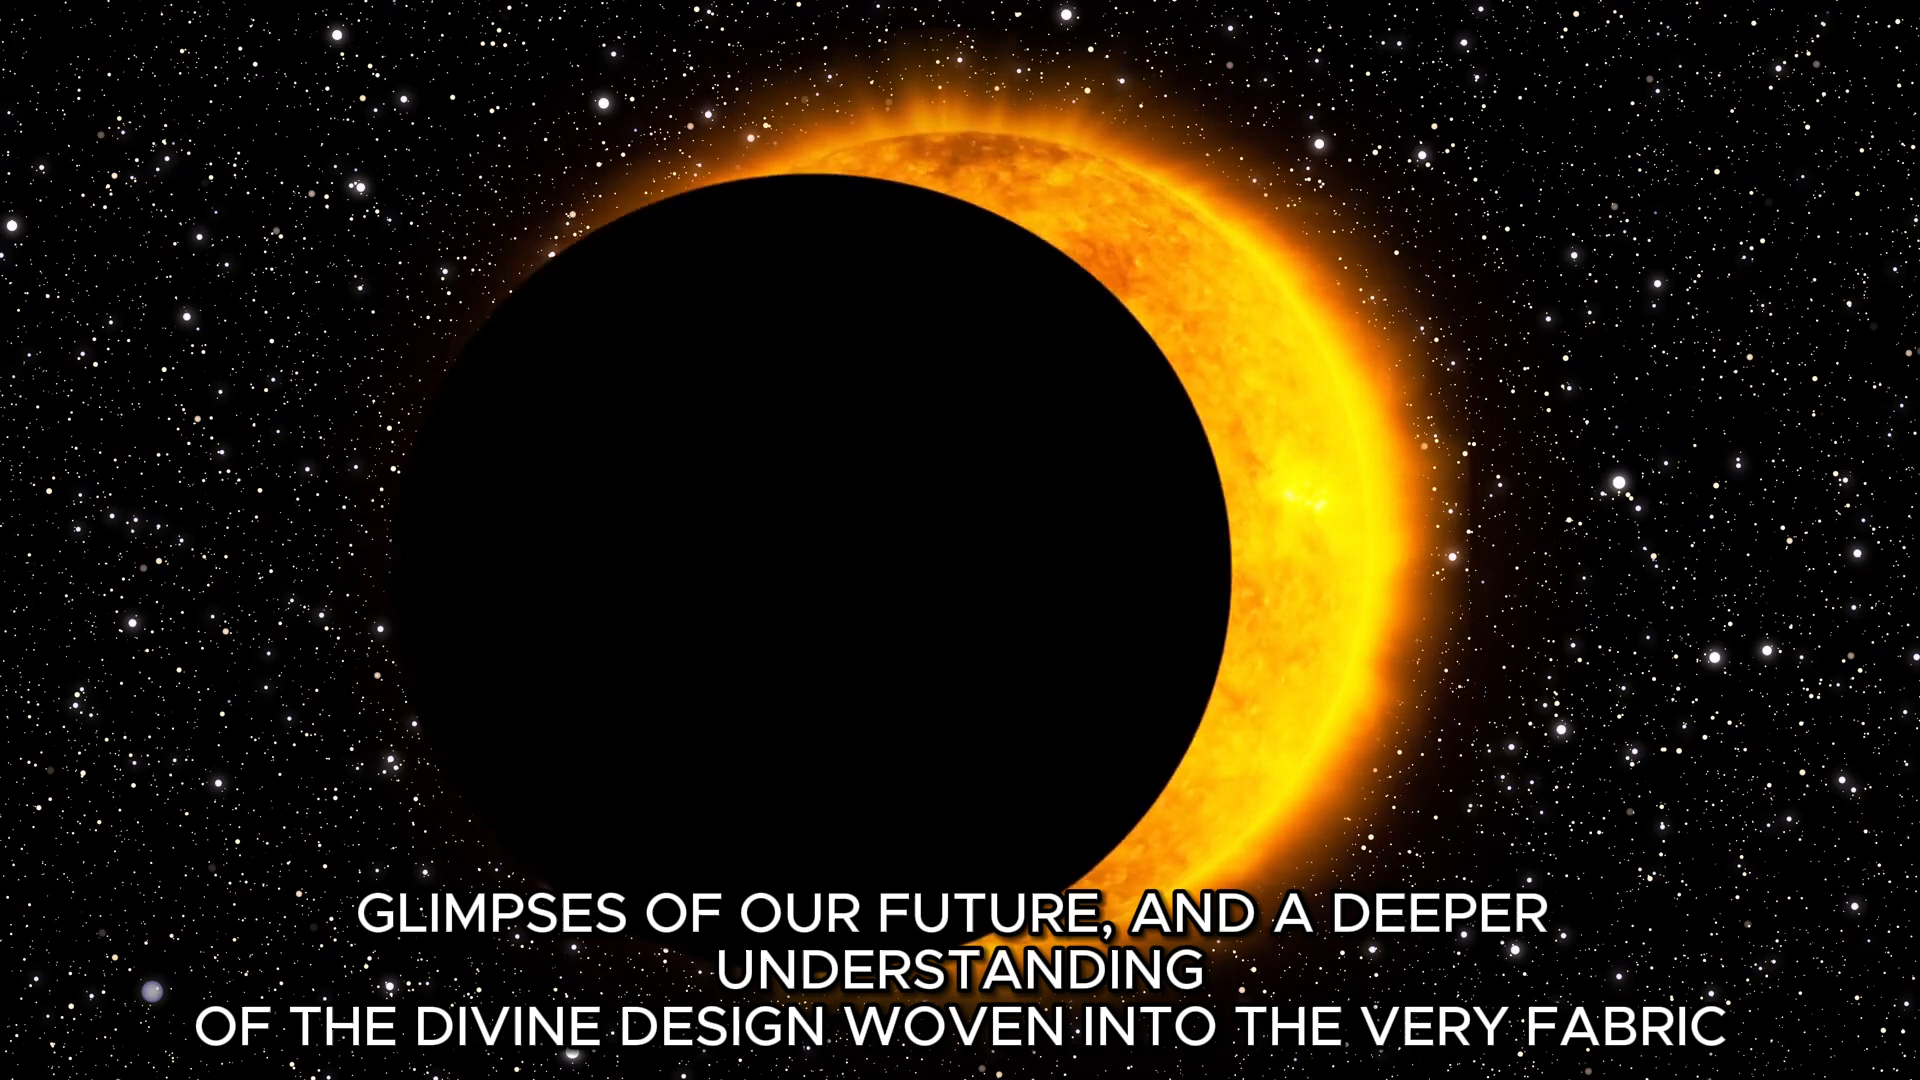 GLIMPSES OF OUR FUTURE, AND A DEEPER
UNDERSTANDING
OF THE DIVINE DESIGN WOVEN INTO THE VERY FABRIC